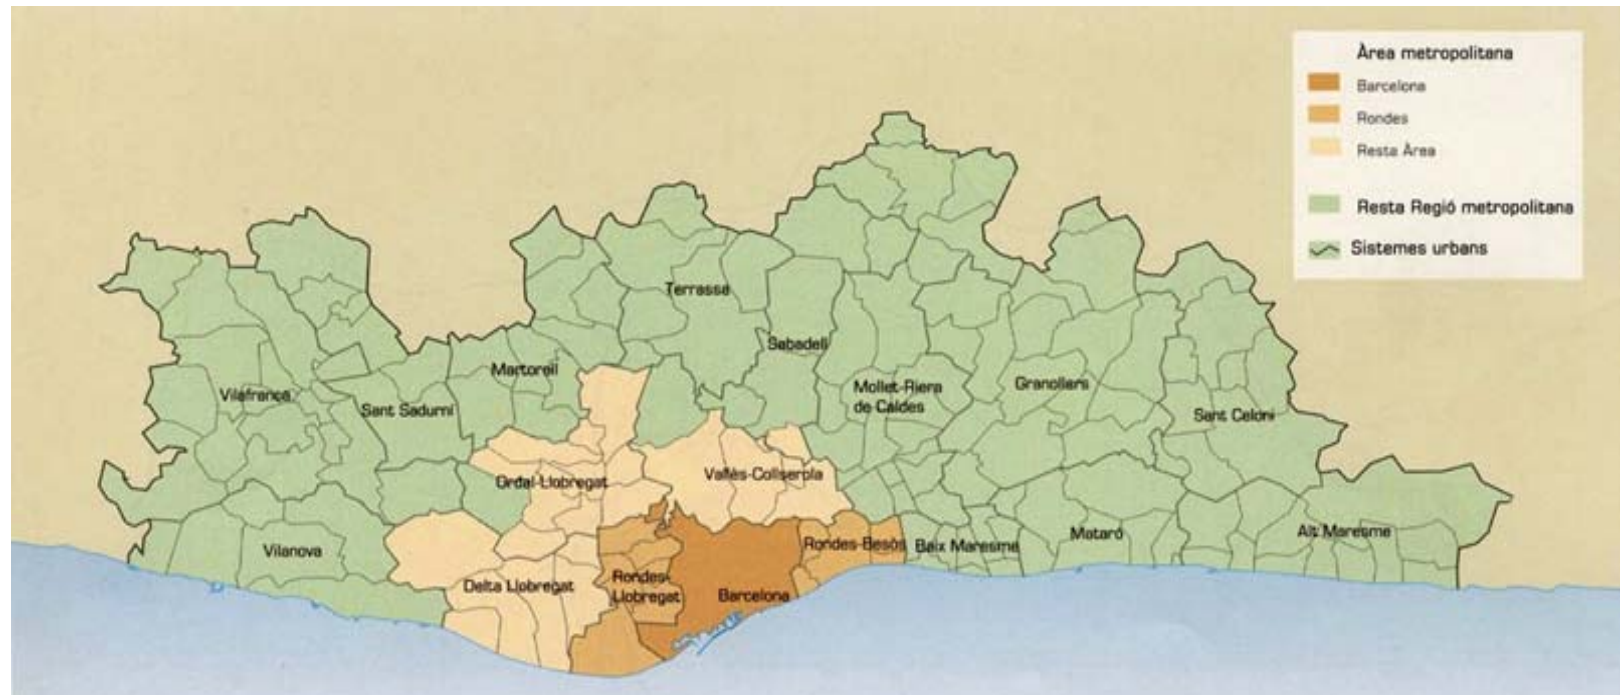 Àrea metropolitana
Barcelona
Rondes
Resta Àrea
Resta Regió metropolitana
Sistemes urbans
Terrassa
Sabadell
Martorell
Vilafranca
Sant Sadurní
Mollet-Riera
de Caldes
Granollers
Sant Celoni
Ordal-Llobregat
Vallès-Collserola
Vilanova
Delta Llobregat
Rondes-
Llobregat
Barcelona
Rondes-Besòs
Baix Maresme
Mataró
Alt Maresme